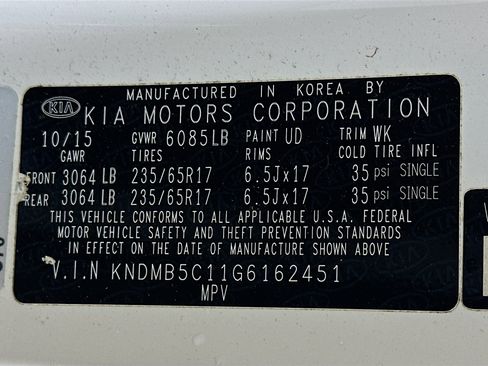 MANUFACTURED IN KOREA BY
KIA KIA MOTORS CORPORATION
10/15 GVWR 6085LB PAINT UD TRIM WK
GAWR TIRES RIMS COLD TIRE INFL
FRONT 3064 LB 235/65R17 6.5Jx17 35 psi SINGLE
REAR 3064 LB 235/65R17 6.5Jx17 35 psi SINGLE
THIS VEHICLE CONFORMS TO ALL APPLICABLE U.S.A. FEDERAL
MOTOR VEHICLE SAFETY AND THEFT PREVENTION STANDARDS
IN EFFECT ON THE DATE OF MANUFACTURE SHOWN ABOVE
V.I.N KNDMB5C11G6162451
MPV